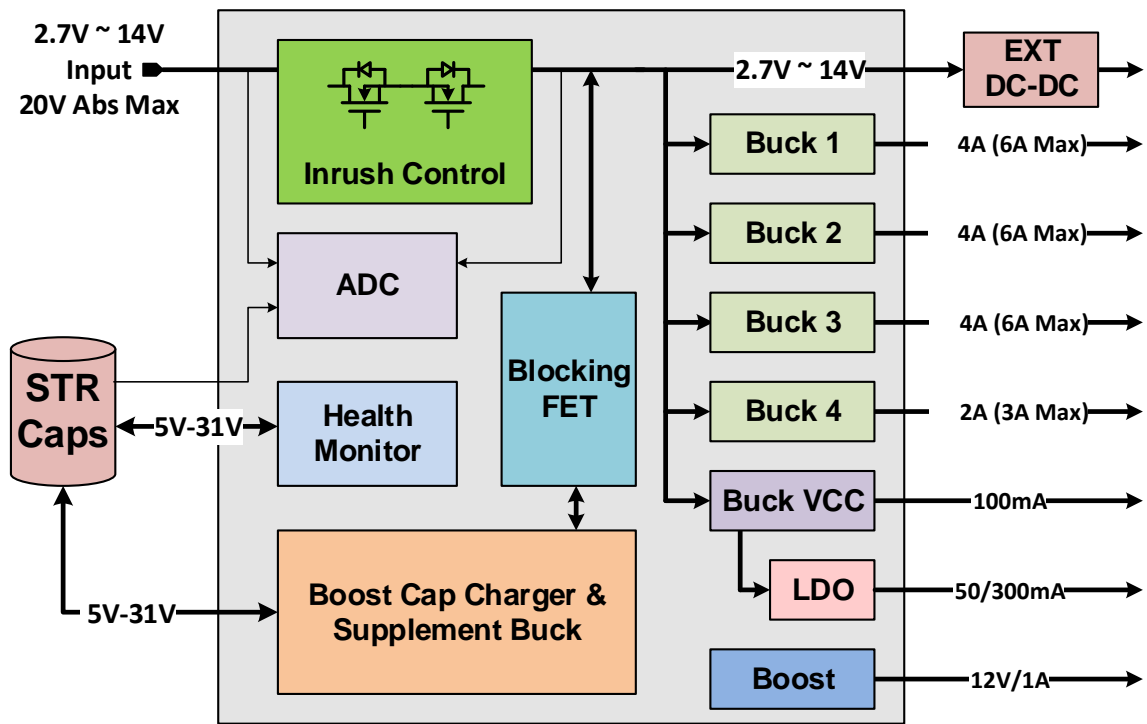 2.7V ~ 14V
Input
20V Abs Max
Inrush Control
2.7V ~ 14V
EXT
DC-DC
Buck 1
4A (6A Max)
Buck 2
4A (6A Max)
ADC
Buck 3
4A (6A Max)
Blocking
FET
STR
Caps
5V-31V
Health
Monitor
Buck 4
2A (3A Max)
Buck VCC
100mA
Boost Cap Charger &
Supplement Buck
5V-31V
LDO
50/300mA
Boost
12V/1A